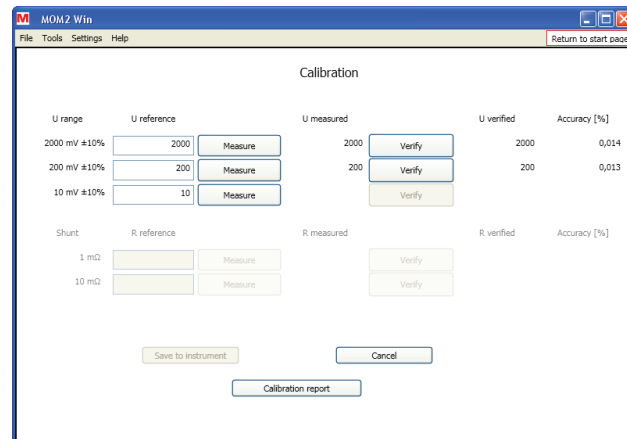 M MOM2 Win
File Tools Settings Help Return to start page
Calibration
U range U reference U measured U verified Accuracy [%]
2000 mV ±10% 2000 Measure 2000 Verify 2000 0,014
200 mV ±10% 200 Measure 200 Verify 200 0,013
10 mV ±10% 10 Measure Verify
Shunt R reference R measured R verified Accuracy [%]
1 mΩ Measure Verify
10 mΩ Measure Verify
Save to instrument Cancel
Calibration report